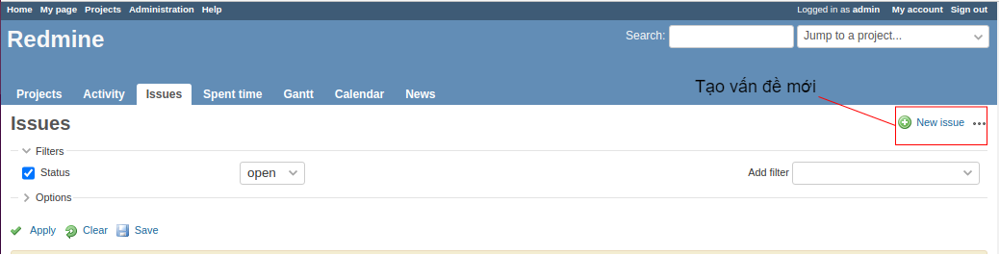 Home My page Projects Administration Help Logged in as admin My account Sign out
Redmine Search: Jump to a project...
Projects Activity Issues Spent time Gantt Calendar News
Tạo vấn đề mới
Issues New issue
Filters
Status open Add filter
Options
Apply Clear Save